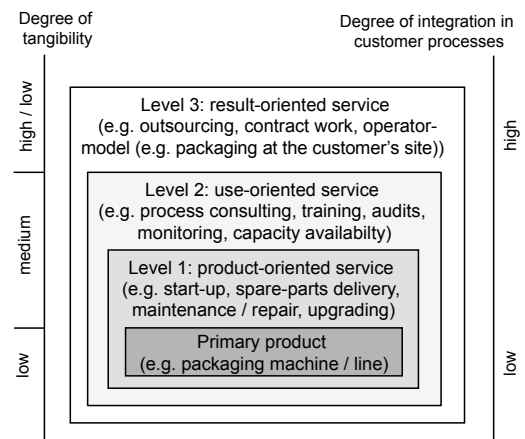 Degree of
tangibility
Degree of integration in
customer processes
high / low
medium
low
high
low
Level 3: result-oriented service
(e.g. outsourcing, contract work, operator-
model (e.g. packaging at the customer's site))
Level 2: use-oriented service
(e.g. process consulting, training, audits,
monitoring, capacity availabilty)
Level 1: product-oriented service
(e.g. start-up, spare-parts delivery,
maintenance / repair, upgrading)
Primary product
(e.g. packaging machine / line)